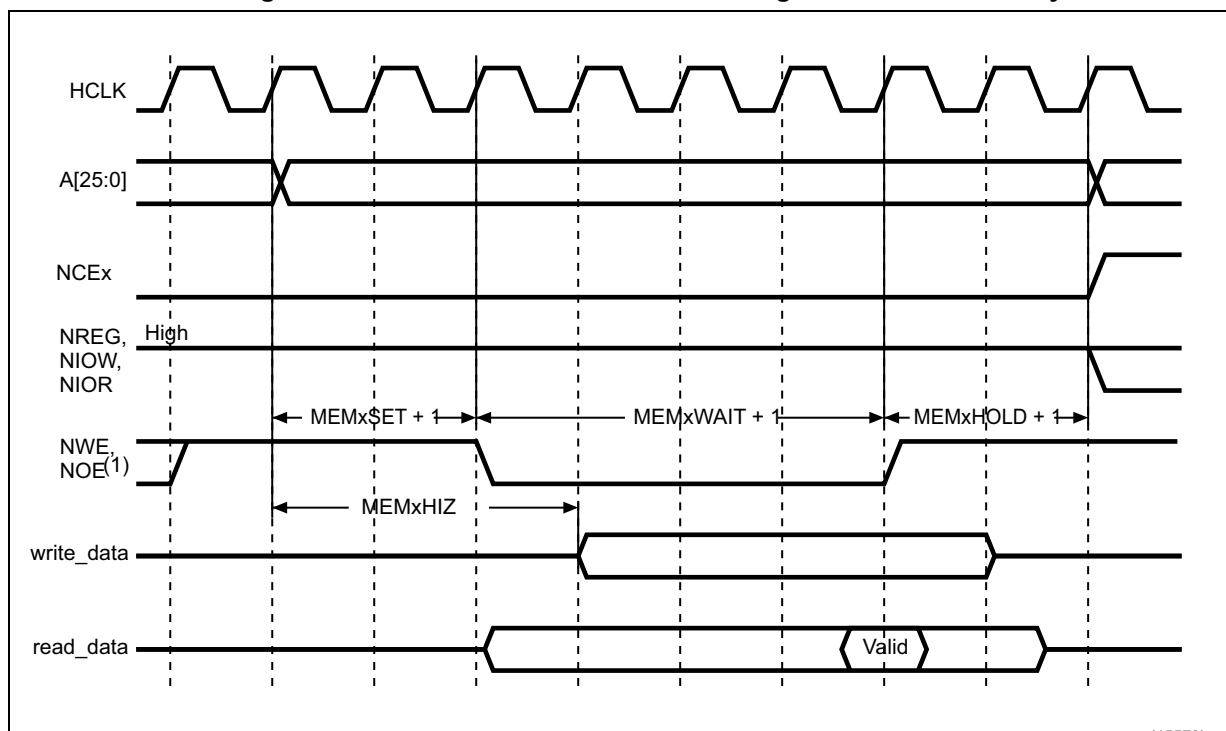 HCLK
A[25:0]
NCEx
NREG, High
NIOW,
NIOR
MEMxSET + 1 MEMxWAIT + 1 MEMxHOLD + 1
NWE,
NOE(1)
MEMxHIZ
write_data
read_data Valid